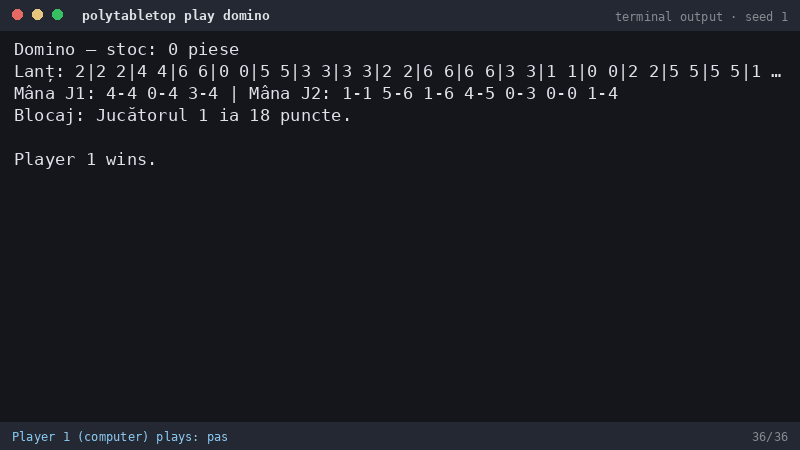 polytabletop play domino
terminal output · seed 1
Domino — stoc: 0 piese
Lanț: 2|2 2|4 4|6 6|0 0|5 5|3 3|3 3|2 2|6 6|6 6|3 3|1 1|0 0|2 2|5 5|5 5|1 …
Mâna J1: 4-4 0-4 3-4 | Mâna J2: 1-1 5-6 1-6 4-5 0-3 0-0 1-4
Blocaj: Jucătorul 1 ia 18 puncte.
Player 1 wins.
Player 1 (computer) plays: pas
36/36